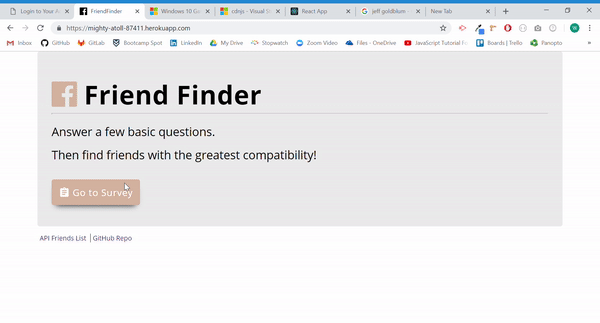 Login to Your A
FriendFinder
Windows 10 Ga
cdnjs - Visual S
React App
jeff goldblum
New Tab
https://mighty-atoll-87411.herokuapp.com
Inbox
GitHub
GitLab
Bootcamp Spot
LinkedIn
My Drive
Stopwatch
Zoom Video
Files - OneDrive
JavaScript Tutorial F
Boards | Trello
Panopto
Friend Finder
Answer a few basic questions.
Then find friends with the greatest compatibility!
Go to Survey
API Friends List | GitHub Repo